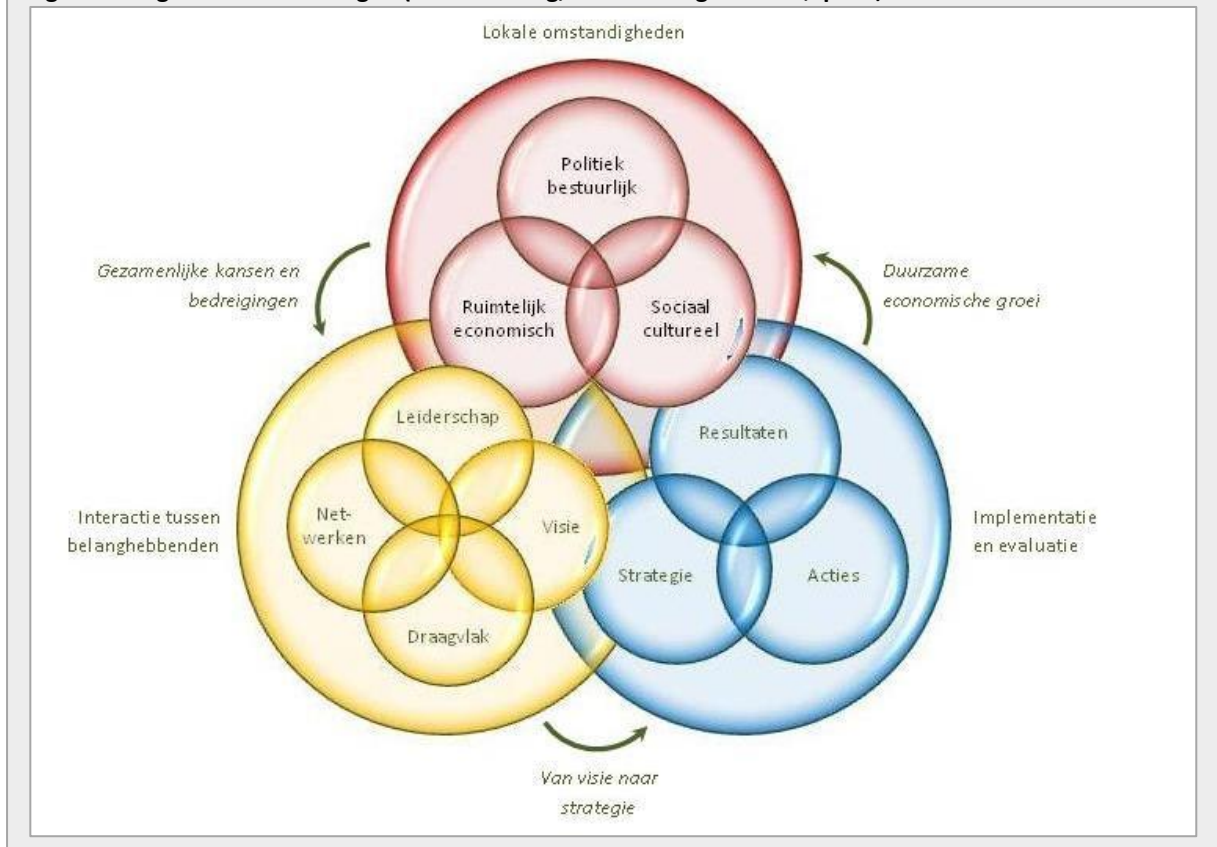 Lokale omstandigheden
Politiek
bestuurlijk
Gezamenlijke kansen en
bedreigingen
Duurzame
economische groei
Ruimtelijk
economisch
Sociaal
cultureel
Leiderschap
Resultaten
Net-
werken
Visie
Interactie tussen
belanghebbenden
Implementatie
en evaluatie
Strategie
Acties
Draagvlak
Van visie naar
strategie